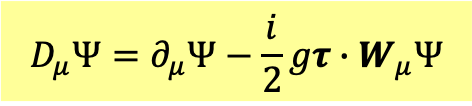 D_μΨ = ∂_μΨ − i/2 g𝝉 · 𝑾_μΨ